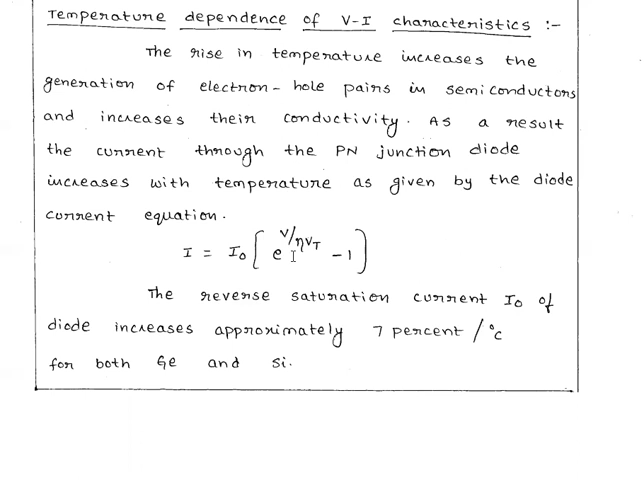 Temperature dependence of V-I characteristics :-
The rise in temperature increases the
generation of electron-hole pairs in semiconductors
and increases their conductivity. As a result
the current through the PN junction diode
increases with temperature as given by the diode
current equation.
I = I₀ [ e^(V/ηV_T) - 1 ]
The reverse saturation current I₀ of
diode increases approximately 7 percent /°c
for both Ge and Si.